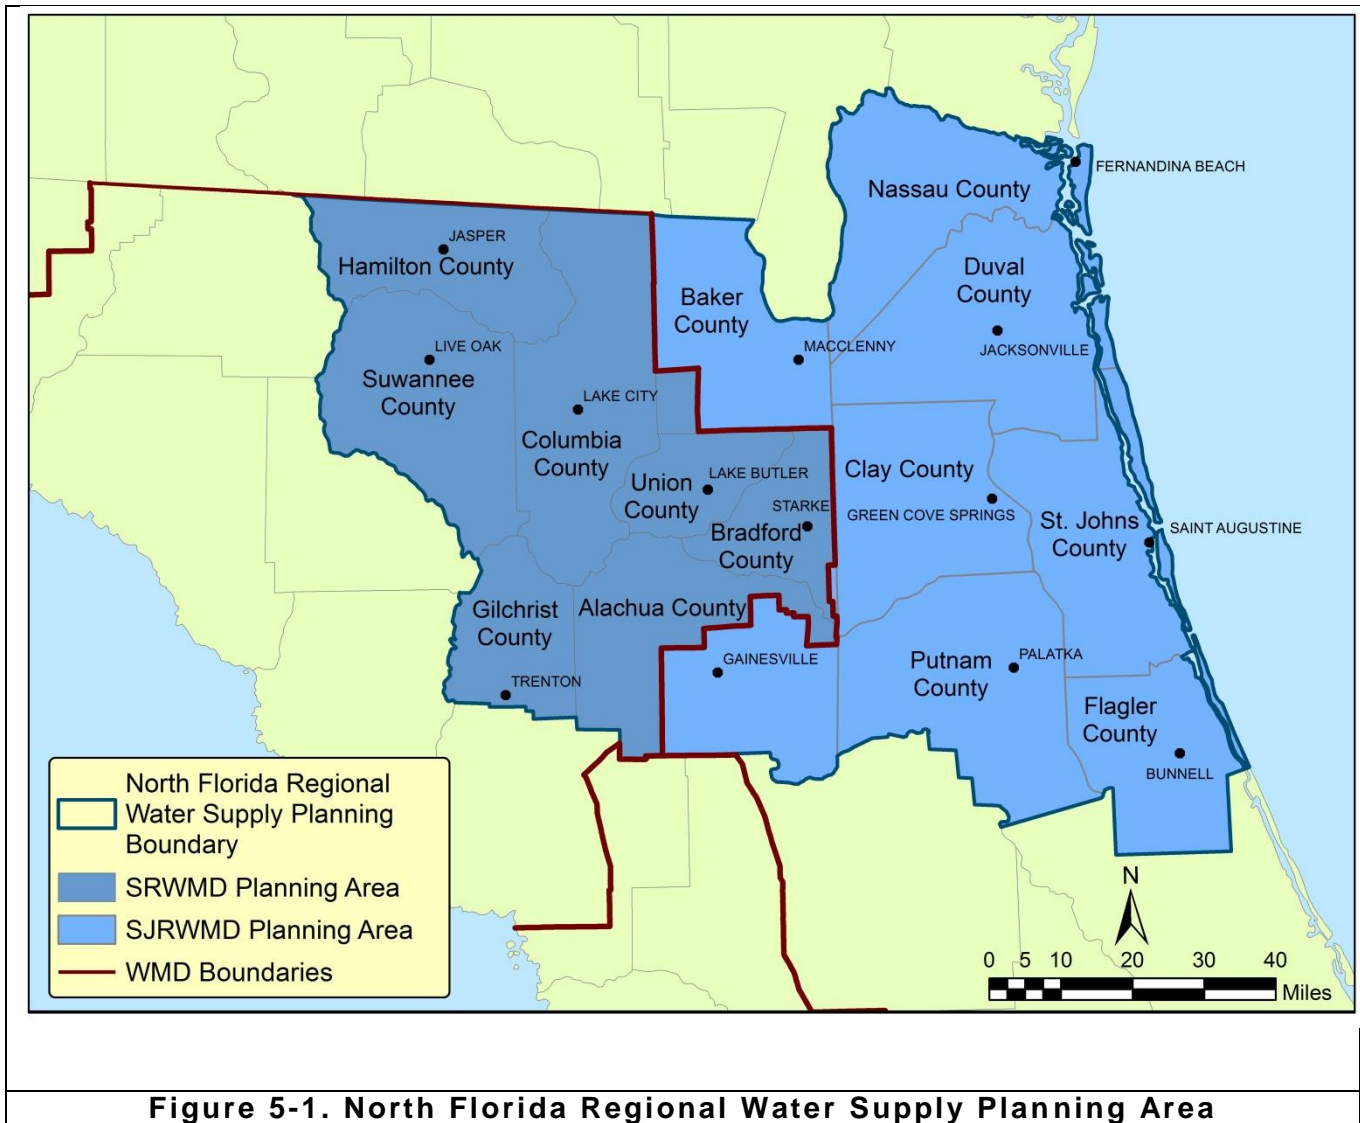 FERNANDINA BEACH
Nassau County
JASPER
Hamilton County
Duval
County
JACKSONVILLE
Baker
County
MACCLENNY
LIVE OAK
Suwannee
County
LAKE CITY
Columbia
County
Union
County
LAKE BUTLER
STARKE
Bradford
County
Clay County
GREEN COVE SPRINGS
St. Johns
County
SAINT AUGUSTINE
Gilchrist
County
Alachua County
TRENTON
GAINESVILLE
Putnam
County
PALATKA
Flagler
County
BUNNELL
North Florida Regional
Water Supply Planning
Boundary
SRWMD Planning Area
SJRWMD Planning Area
WMD Boundaries
N
0 5 10 20 30 40
Miles
Figure 5-1. North Florida Regional Water Supply Planning Area